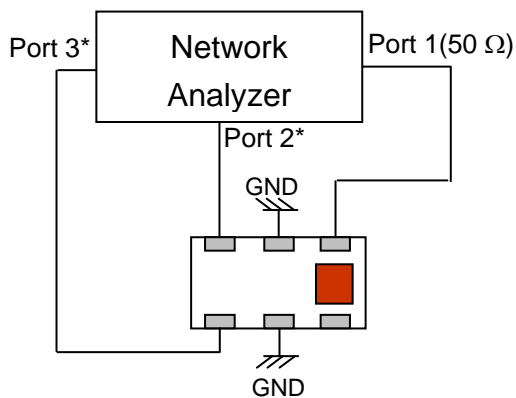 Port 3*
Network
Analyzer
Port 1(50 Ω)
Port 2*
GND
GND